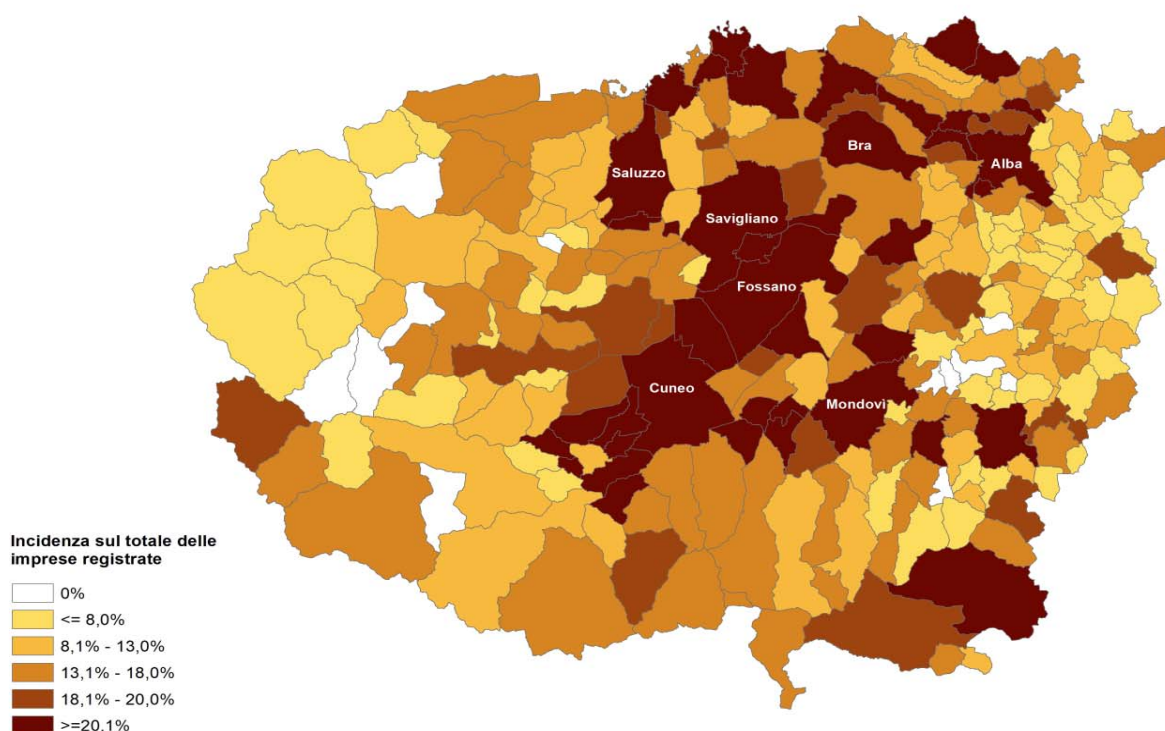 Bra
Alba
Saluzzo
Savigliano
Fossano
Cuneo
Mondovì
Incidenza sul totale delle
imprese registrate
0%
<= 8,0%
8,1% - 13,0%
13,1% - 18,0%
18,1% - 20,0%
>=20,1%